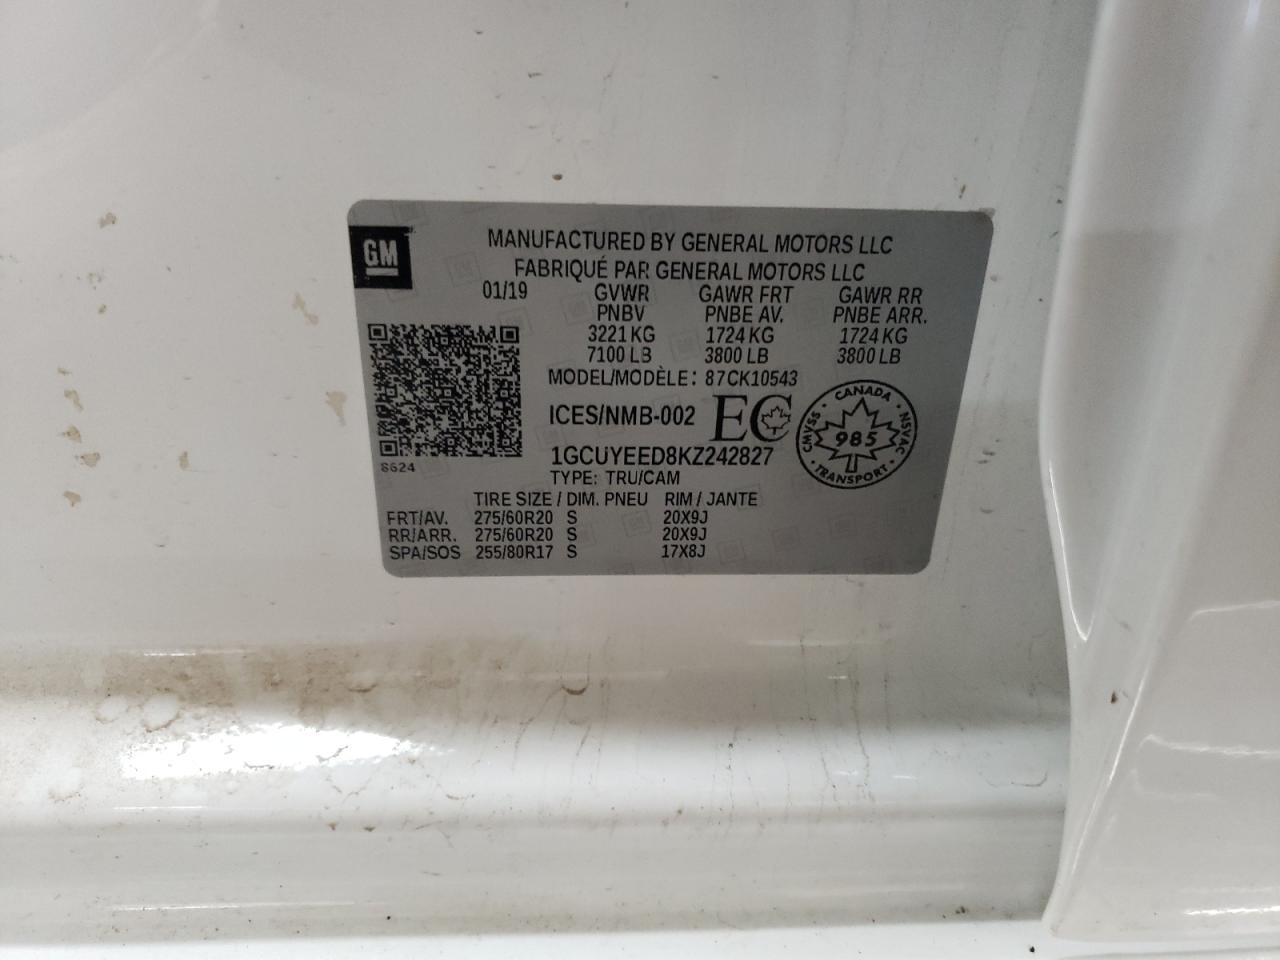 GM
MANUFACTURED BY GENERAL MOTORS LLC
FABRIQUÉ PAR GENERAL MOTORS LLC
01/19 GVWR GAWR FRT GAWR RR
PNBV PNBE AV. PNBE ARR.
3221 KG 1724 KG 1724 KG
7100 LB 3800 LB 3800 LB
MODEL/MODÈLE: 87CK10543
ICES/NMB-002 EC
CANADA
CMVSS 985 NSVAC
TRANSPORT
1GCUYEED8KZ242827
8624
TYPE: TRU/CAM
TIRE SIZE / DIM. PNEU RIM / JANTE
FRT/AV. 275/60R20 S 20X9J
RR/ARR. 275/60R20 S 20X9J
SPA/SOS 255/80R17 S 17X8J